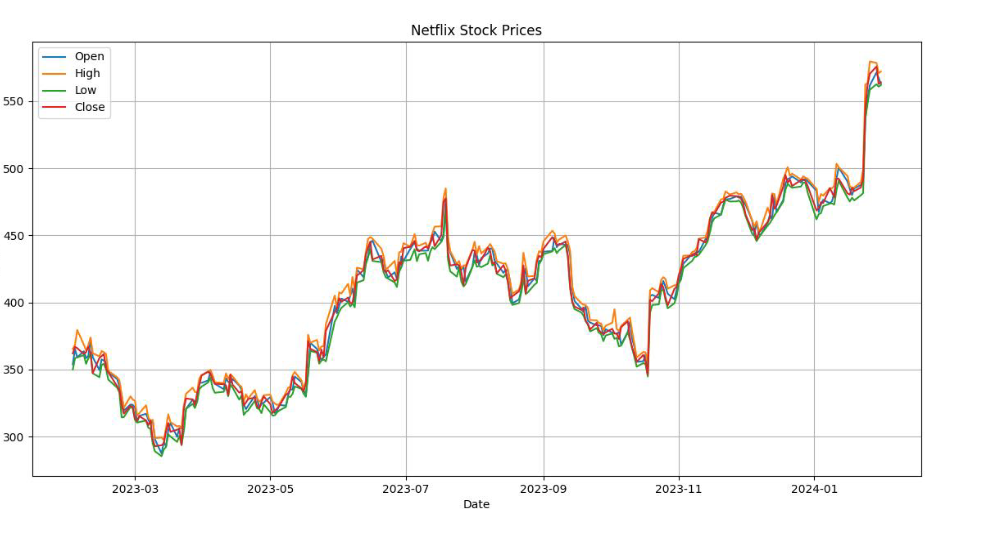 Netflix Stock Prices
Open
High
Low
Close
550
500
450
400
350
300
2023-03 2023-05 2023-07 2023-09 2023-11 2024-01
Date